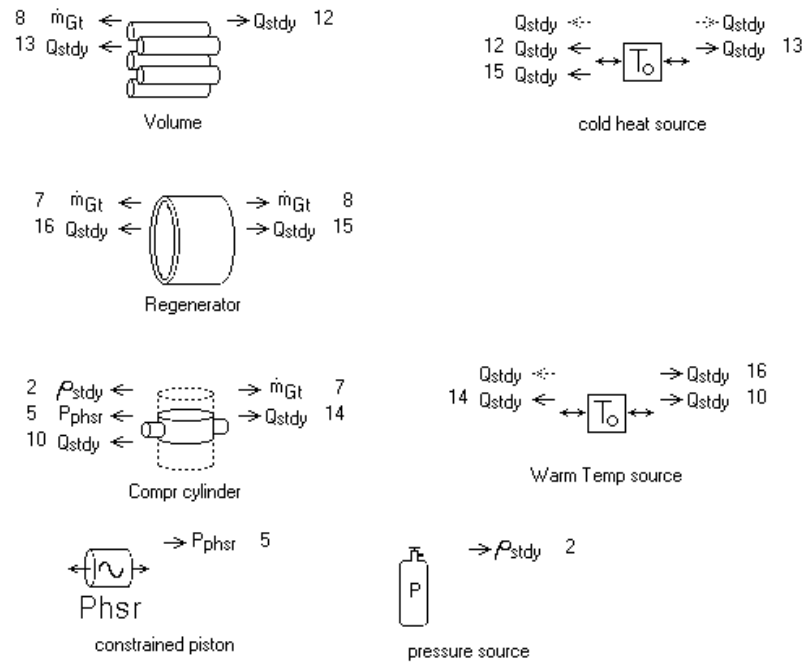 8 ṁGt Qstdy 12
13 Qstdy
Volume
Qstdy Qstdy
12 Qstdy To Qstdy 13
15 Qstdy
cold heat source
7 ṁGt ṁGt 8
16 Qstdy Qstdy 15
Regenerator
2 ρstdy ṁGt 7
5 Pphsr Qstdy 14
10 Qstdy
Compr cylinder
Qstdy Qstdy 16
14 Qstdy To Qstdy 10
Warm Temp source
Pphsr 5
Phsr
constrained piston
ρstdy 2
P
pressure source